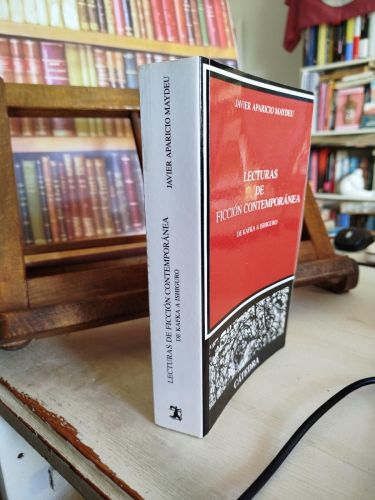 JAVIER APARICIO MAYDEU
LECTURAS
DE
FICCIÓN CONTEMPORÁNEA
DE KAFKA A ISHIGURO
CÁTEDRA
LECTURAS DE FICCIÓN CONTEMPORÁNEA
DE KAFKA A ISHIGURO
JAVIER APARICIO MAYDEU